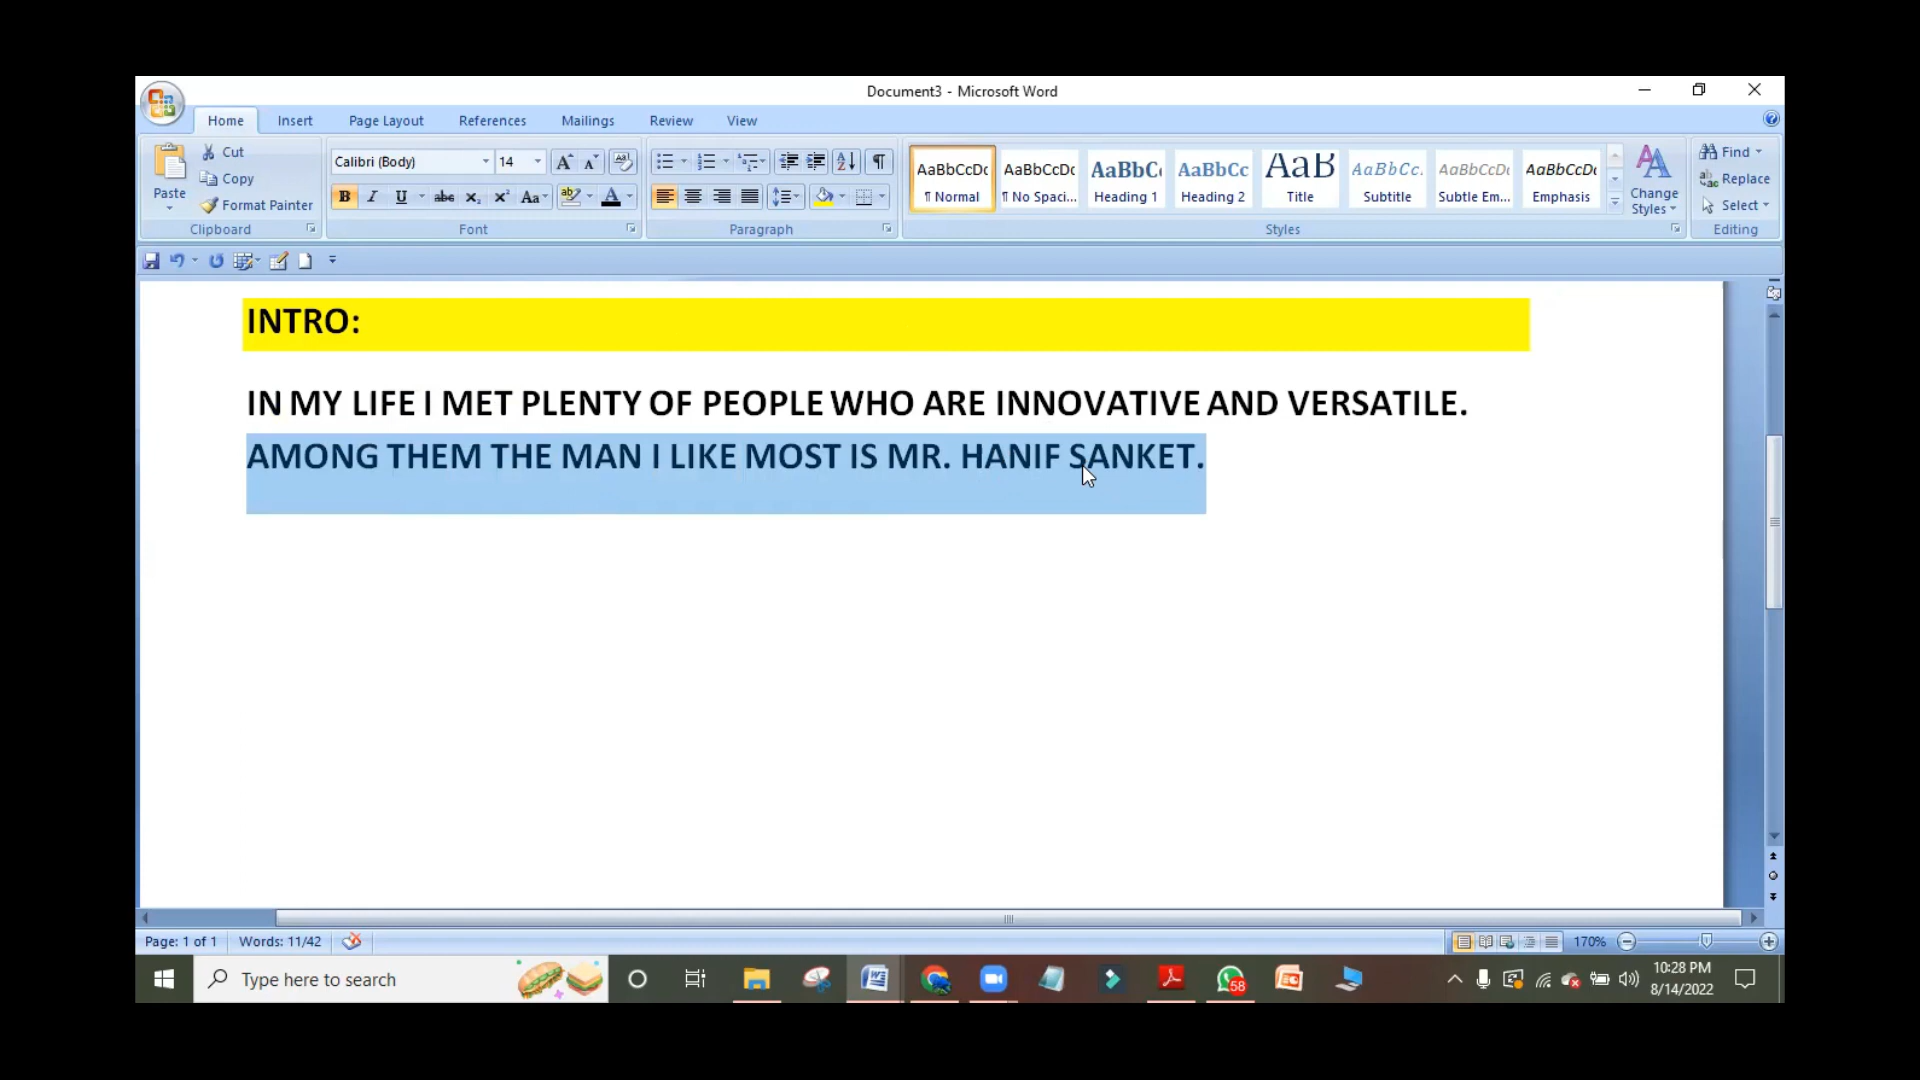 Document3 - Microsoft Word
Home Insert Page Layout References Mailings Review View
Paste
Cut
Copy
Format Painter
Clipboard
Calibri (Body) 14
Font
Paragraph
AaBbCcDc AaBbCcDc AaBbC AaBbCc AaB AaBbCc. AaBbCcDc AaBbCcDc
¶ Normal ¶ No Spaci... Heading 1 Heading 2 Title Subtitle Subtle Em... Emphasis
Change Styles
Styles
Find
Replace
Select
Editing
INTRO:
IN MY LIFE I MET PLENTY OF PEOPLE WHO ARE INNOVATIVE AND VERSATILE.
AMONG THEM THE MAN I LIKE MOST IS MR. HANIF SANKET.
Page: 1 of 1 Words: 11/42 170%
Type here to search 58 10:28 PM
8/14/2022